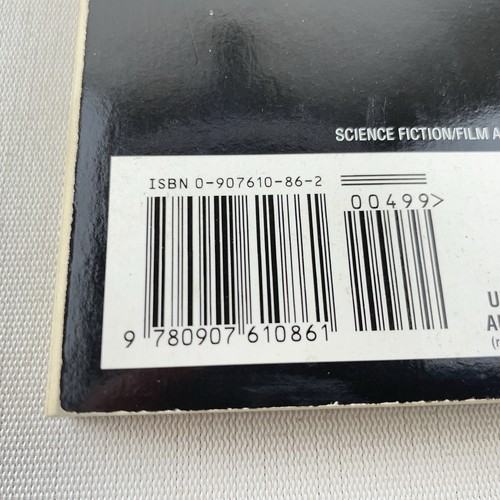 SCIENCE FICTION/FILM A
ISBN 0-907610-86-2
00499>
9 780907 610861
U
A
(r